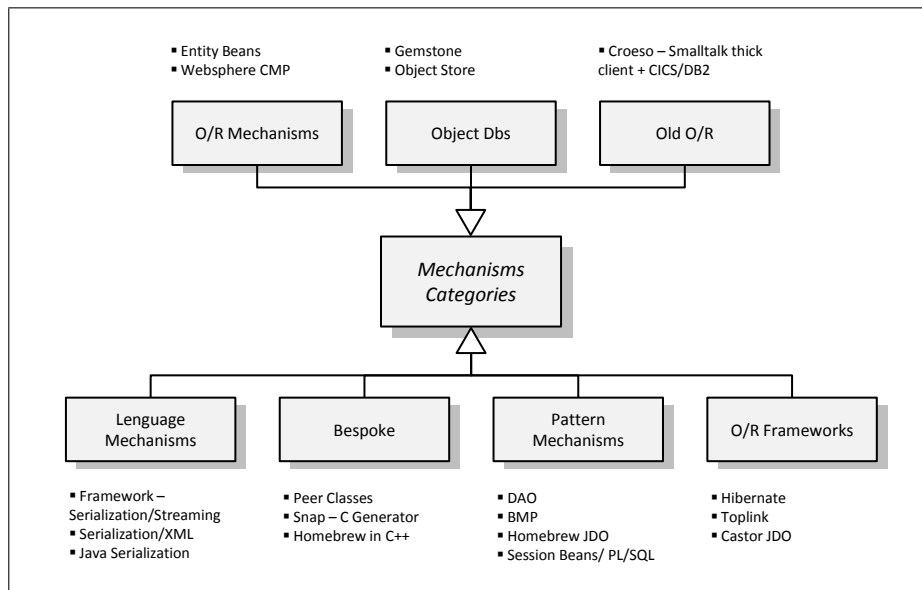 ▪ Entity Beans
▪ Websphere CMP
▪ Gemstone
▪ Object Store
▪ Croeso – Smalltalk thick
client + CICS/DB2
O/R Mechanisms
Object Dbs
Old O/R
Mechanisms
Categories
Lenguage
Mechanisms
Bespoke
Pattern
Mechanisms
O/R Frameworks
▪ Framework –
Serialization/Streaming
▪ Serialization/XML
▪ Java Serialization
▪ Peer Classes
▪ Snap – C Generator
▪ Homebrew in C++
▪ DAO
▪ BMP
▪ Homebrew JDO
▪ Session Beans/ PL/SQL
▪ Hibernate
▪ Toplink
▪ Castor JDO